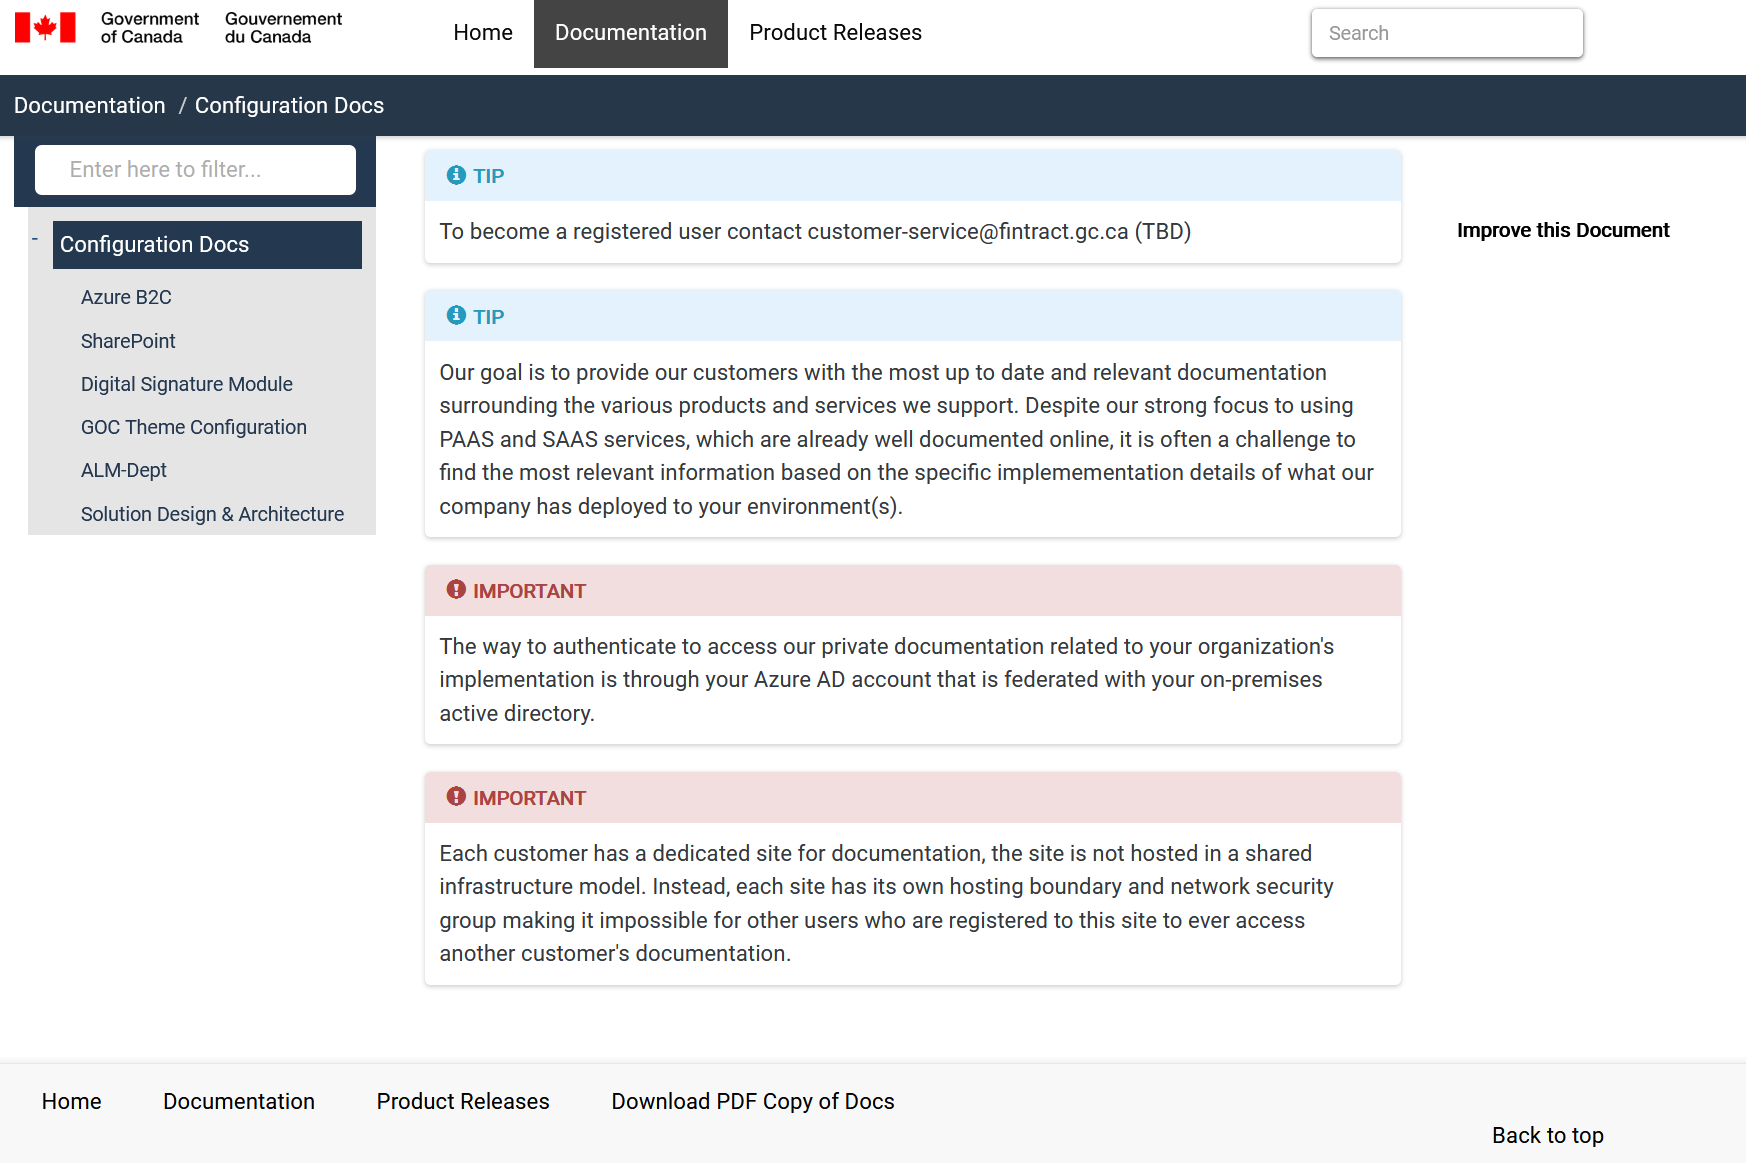 Government
of Canada
Gouvernement
du Canada
Home
Documentation
Product Releases
Search
Documentation / Configuration Docs
Enter here to filter...
- Configuration Docs
Azure B2C
SharePoint
Digital Signature Module
GOC Theme Configuration
ALM-Dept
Solution Design & Architecture
TIP
To become a registered user contact customer-service@fintract.gc.ca (TBD)
TIP
Our goal is to provide our customers with the most up to date and relevant documentation
surrounding the various products and services we support. Despite our strong focus to using
PAAS and SAAS services, which are already well documented online, it is often a challenge to
find the most relevant information based on the specific implemementation details of what our
company has deployed to your environment(s).
IMPORTANT
The way to authenticate to access our private documentation related to your organization's
implementation is through your Azure AD account that is federated with your on-premises
active directory.
IMPORTANT
Each customer has a dedicated site for documentation, the site is not hosted in a shared
infrastructure model. Instead, each site has its own hosting boundary and network security
group making it impossible for other users who are registered to this site to ever access
another customer's documentation.
Improve this Document
Home
Documentation
Product Releases
Download PDF Copy of Docs
Back to top